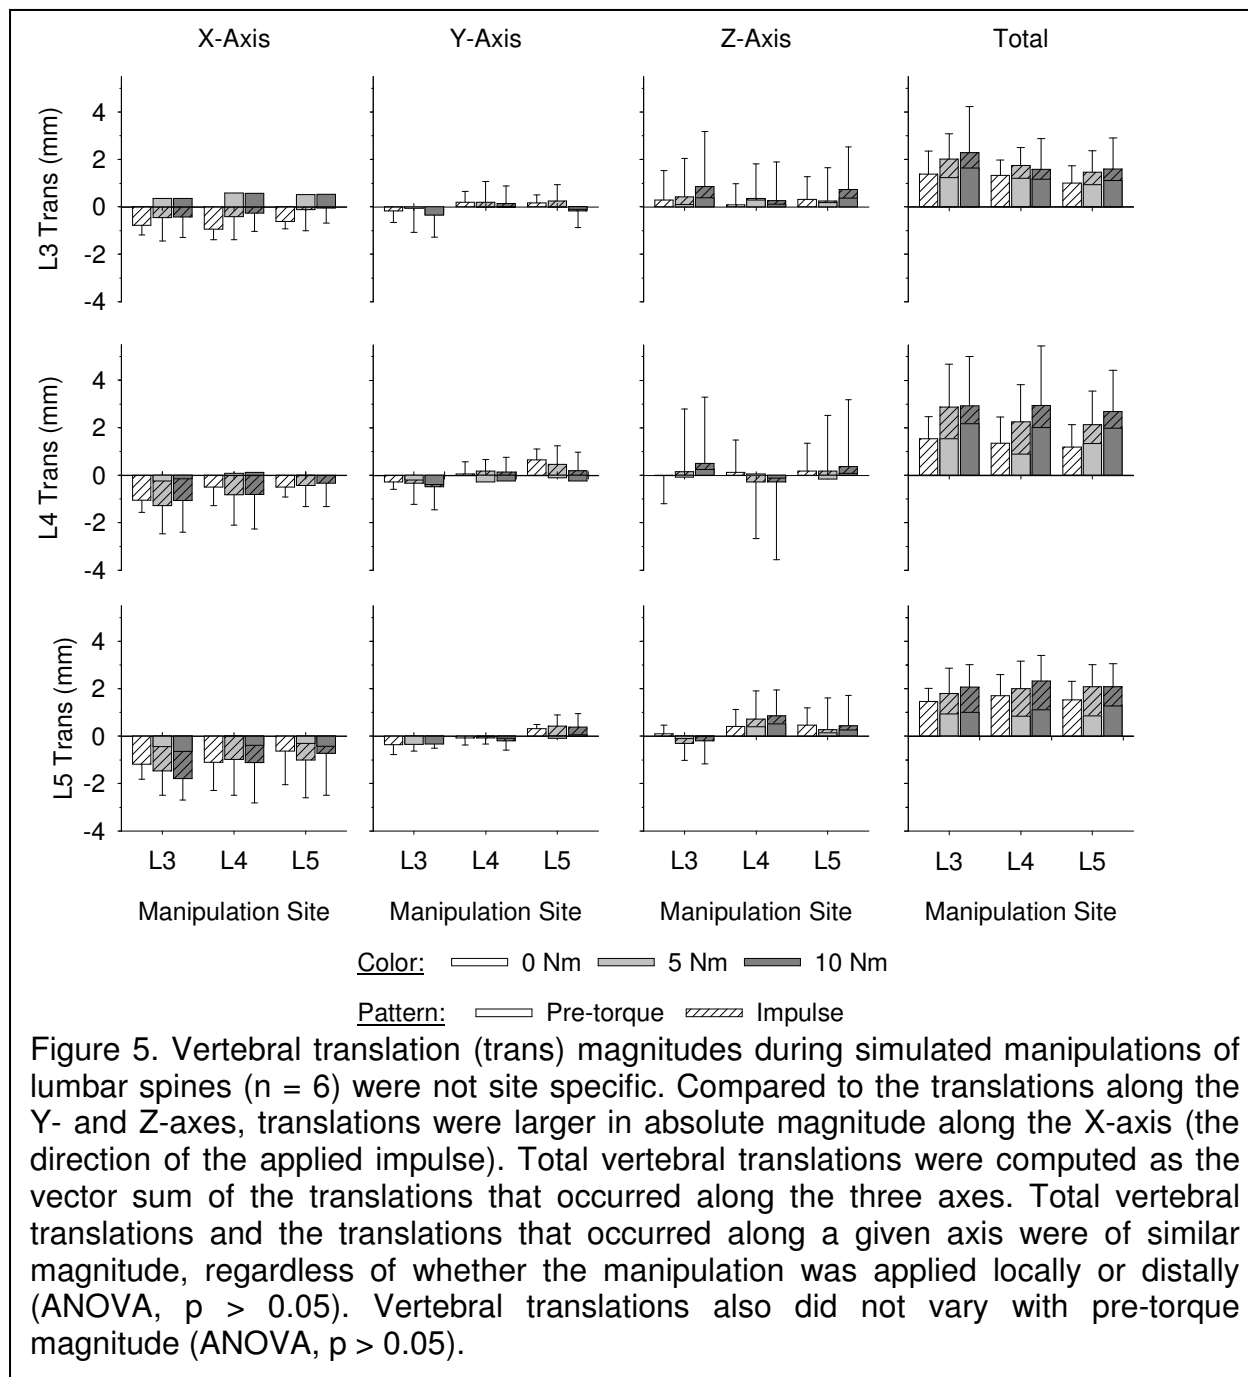 X-Axis Y-Axis Z-Axis Total
L3 Trans (mm)
4
2
0
-2
-4
L4 Trans (mm)
4
2
0
-2
-4
L5 Trans (mm)
4
2
0
-2
-4
L3 L4 L5 L3 L4 L5 L3 L4 L5 L3 L4 L5
Manipulation Site Manipulation Site Manipulation Site Manipulation Site
Color: 0 Nm 5 Nm 10 Nm
Pattern: Pre-torque Impulse
Figure 5. Vertebral translation (trans) magnitudes during simulated manipulations of
lumbar spines (n = 6) were not site specific. Compared to the translations along the
Y- and Z-axes, translations were larger in absolute magnitude along the X-axis (the
direction of the applied impulse). Total vertebral translations were computed as the
vector sum of the translations that occurred along the three axes. Total vertebral
translations and the translations that occurred along a given axis were of similar
magnitude, regardless of whether the manipulation was applied locally or distally
(ANOVA, p > 0.05). Vertebral translations also did not vary with pre-torque
magnitude (ANOVA, p > 0.05).